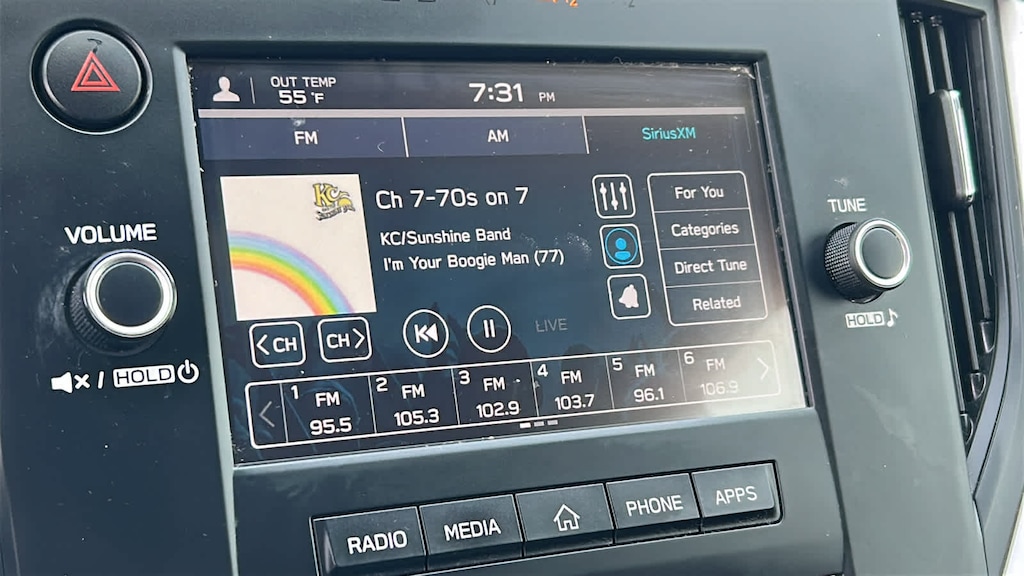 OUT TEMP
55 °F
7:31 PM
FM
AM
SiriusXM
KC
Ch 7-70s on 7
KC/Sunshine Band
I'm Your Boogie Man (77)
For You
Categories
Direct Tune
Related
CH
CH
LIVE
1 FM 95.5
2 FM 105.3
3 FM 102.9
4 FM 103.7
5 FM 96.1
6 FM 106.9
VOLUME
HOLD
TUNE
HOLD
RADIO
MEDIA
PHONE
APPS